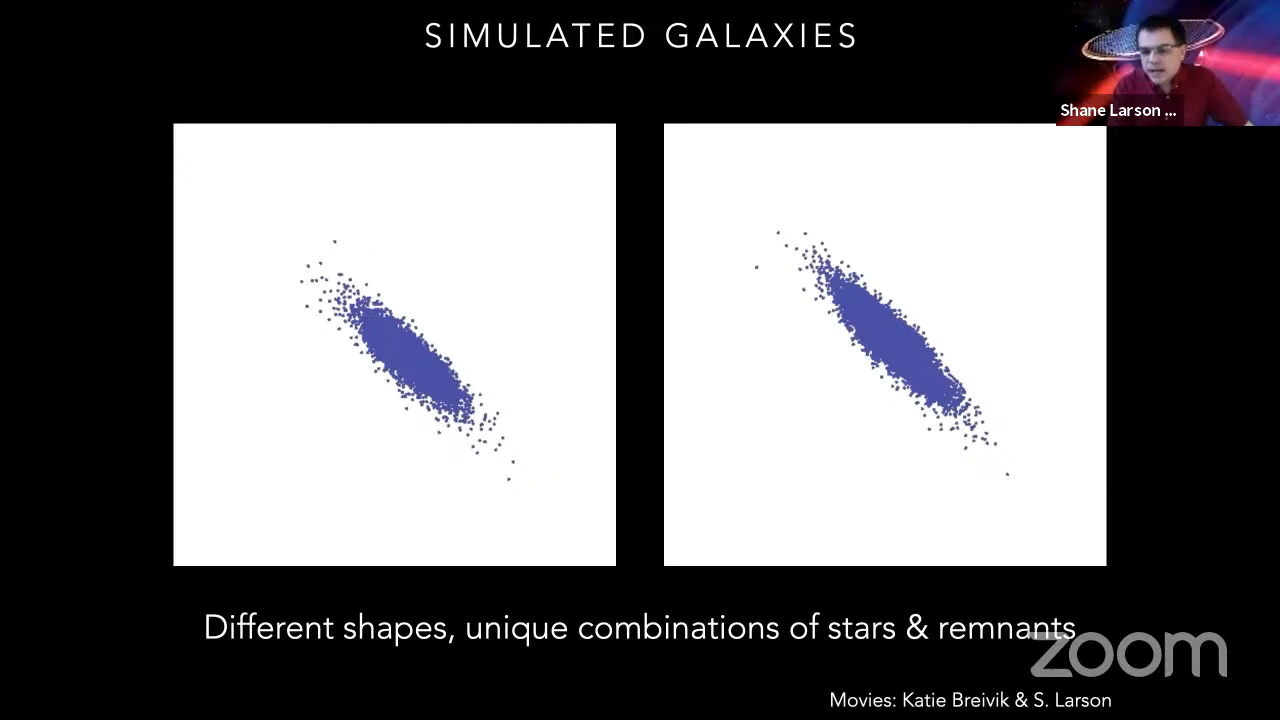 SIMULATED GALAXIES
Shane Larson ...
Different shapes, unique combinations of stars & remnants
zoom
Movies: Katie Breivik & S. Larson